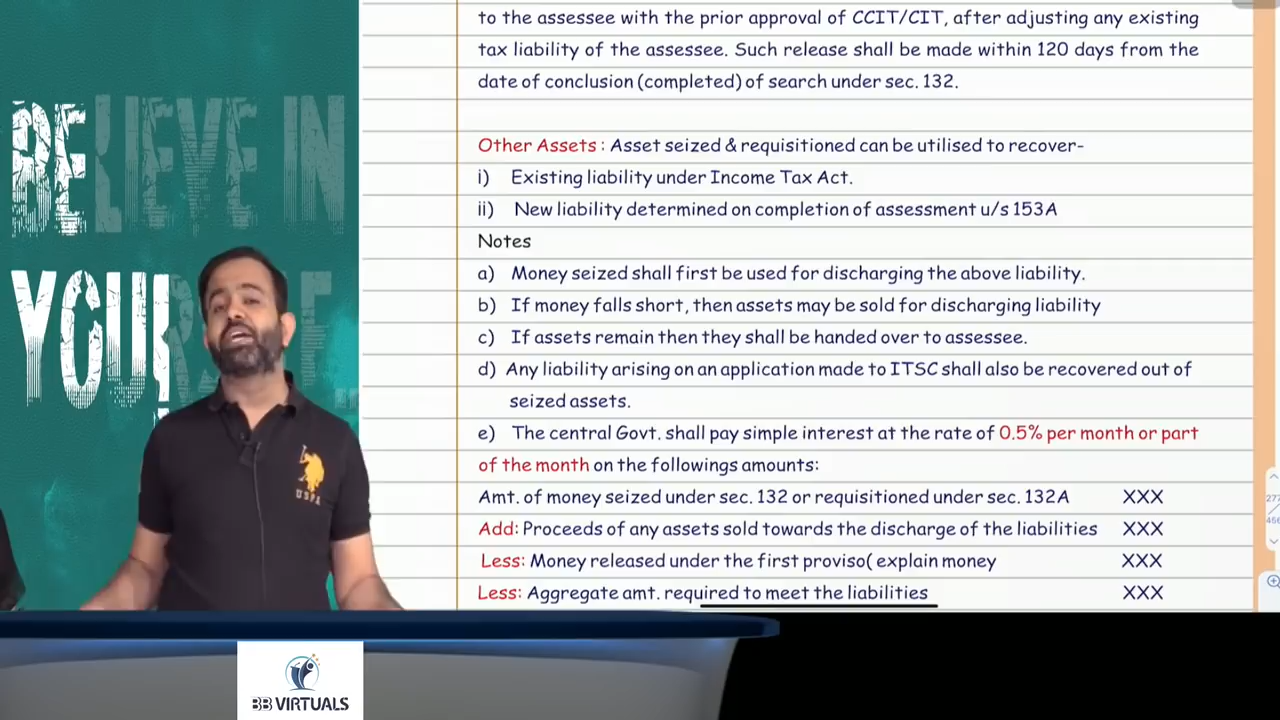 BELIEVE IN
YOU!
to the assessee with the prior approval of CCIT/CIT, after adjusting any existing
tax liability of the assessee. Such release shall be made within 120 days from the
date of conclusion (completed) of search under sec. 132.
Other Assets : Asset seized & requisitioned can be utilised to recover-
i) Existing liability under Income Tax Act.
ii) New liability determined on completion of assessment u/s 153A
Notes
a) Money seized shall first be used for discharging the above liability.
b) If money falls short, then assets may be sold for discharging liability
c) If assets remain then they shall be handed over to assessee.
d) Any liability arising on an application made to ITSC shall also be recovered out of
seized assets.
e) The central Govt. shall pay simple interest at the rate of 0.5% per month or part
of the month on the followings amounts:
Amt. of money seized under sec. 132 or requisitioned under sec. 132A XXX
Add: Proceeds of any assets sold towards the discharge of the liabilities XXX
Less: Money released under the first proviso( explain money XXX
Less: Aggregate amt. required to meet the liabilities XXX
USPA
BB VIRTUALS